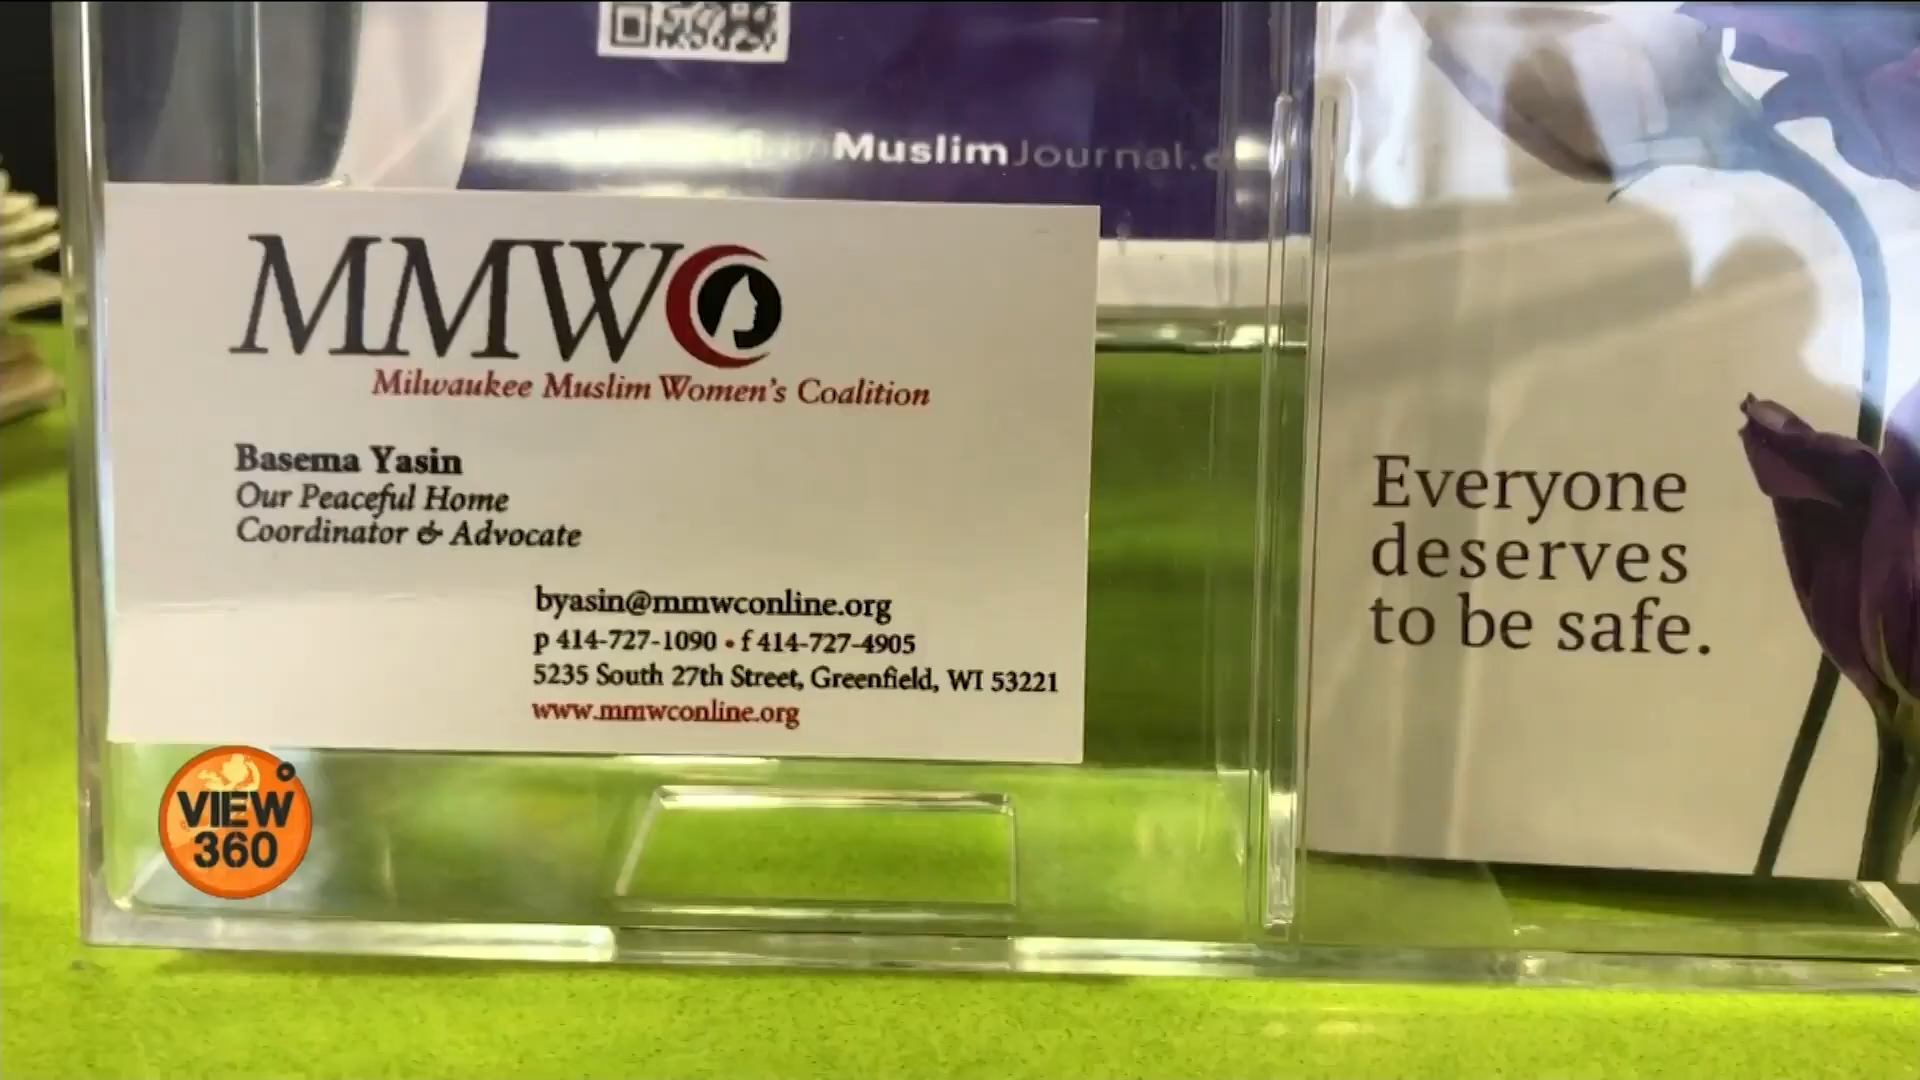 MuslimJournal.
MMWC
Milwaukee Muslim Women's Coalition
Basema Yasin
Our Peaceful Home
Coordinator & Advocate
byasin@mmwconline.org
p 414-727-1090 • f 414-727-4905
5235 South 27th Street, Greenfield, WI 53221
www.mmwconline.org
Everyone
deserves
to be safe.
VIEW°
360